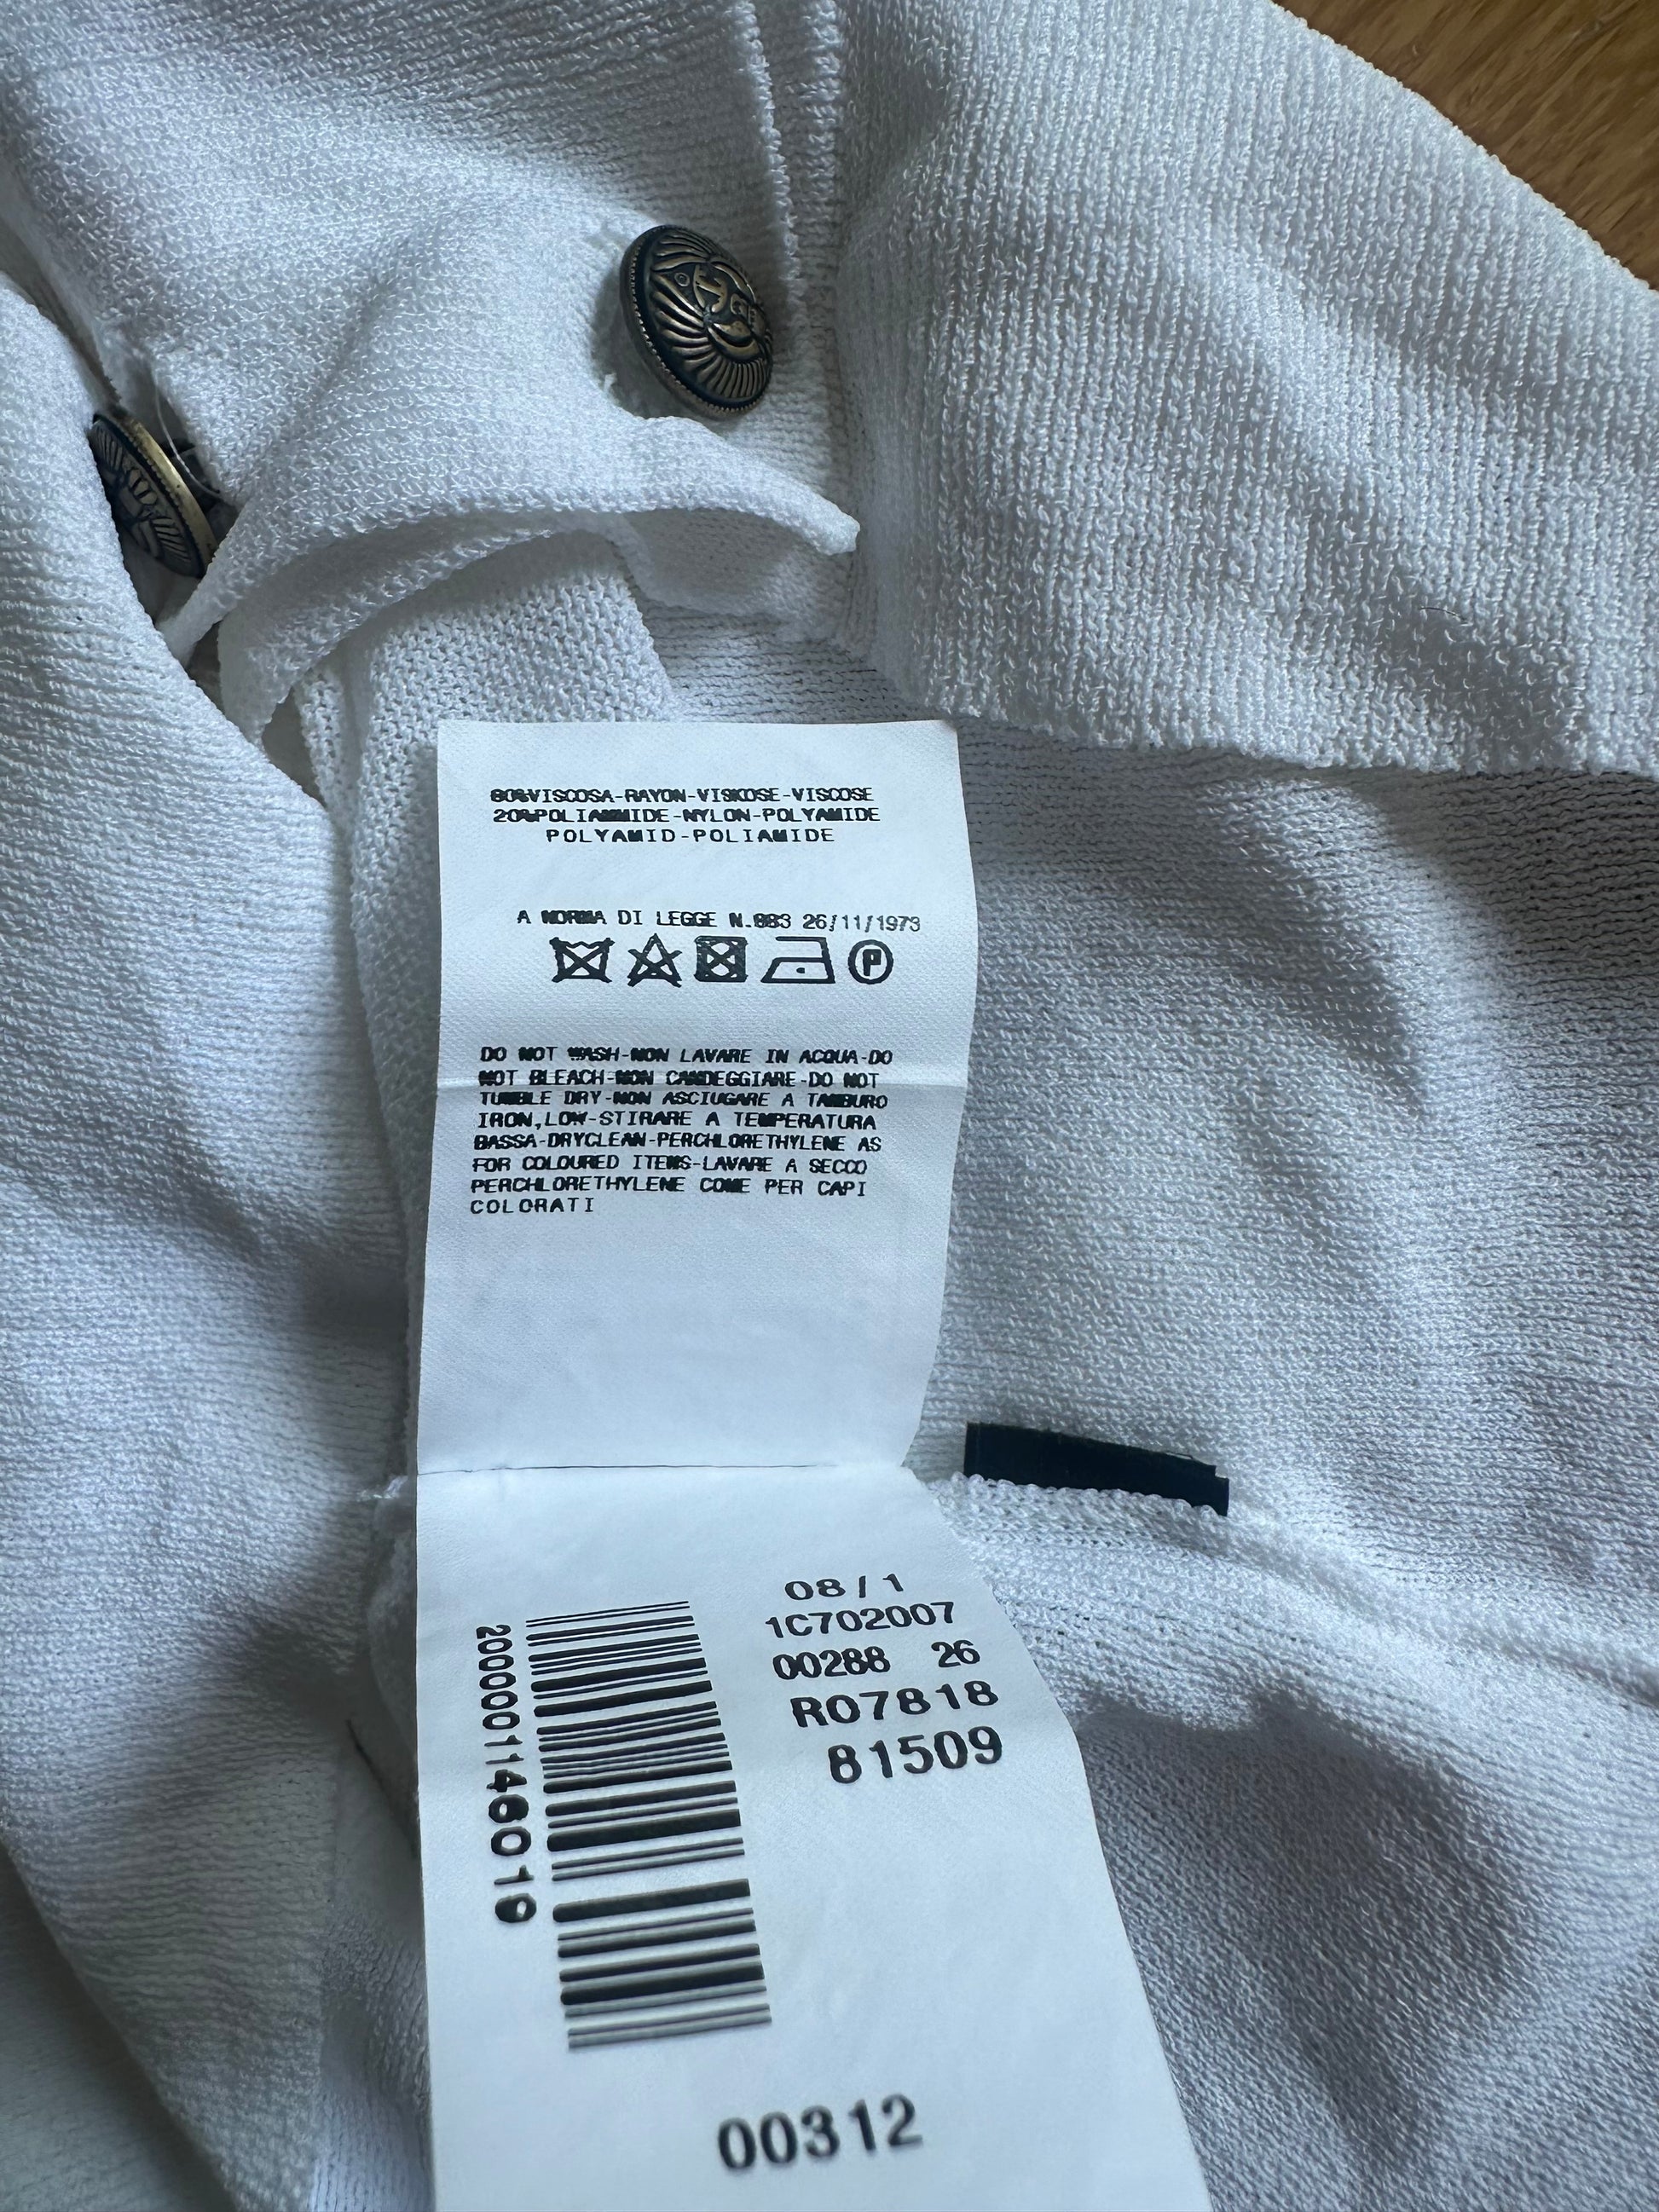 80%VISCOSA-RAYON-VISKOSE-VISCOSE
20%POLIAMMIDE-NYLON-POLYAMIDE
POLYAMID-POLIAMIDE
A NORMA DI LEGGE N.883 26/11/1973
P
DO NOT WASH-NON LAVARE IN ACQUA-DO
NOT BLEACH-NON CANDEGGIARE-DO NOT
TUMBLE DRY-NON ASCIUGARE A TAMBURO
IRON,LOW-STIRARE A TEMPERATURA
BASSA-DRYCLEAN-PERCHLORETHYLENE AS
FOR COLOURED ITEMS-LAVARE A SECCO
PERCHLORETHYLENE COME PER CAPI
COLORATI
08/1
1C702007
00288 26
R07818
81509
2000001146019
00312